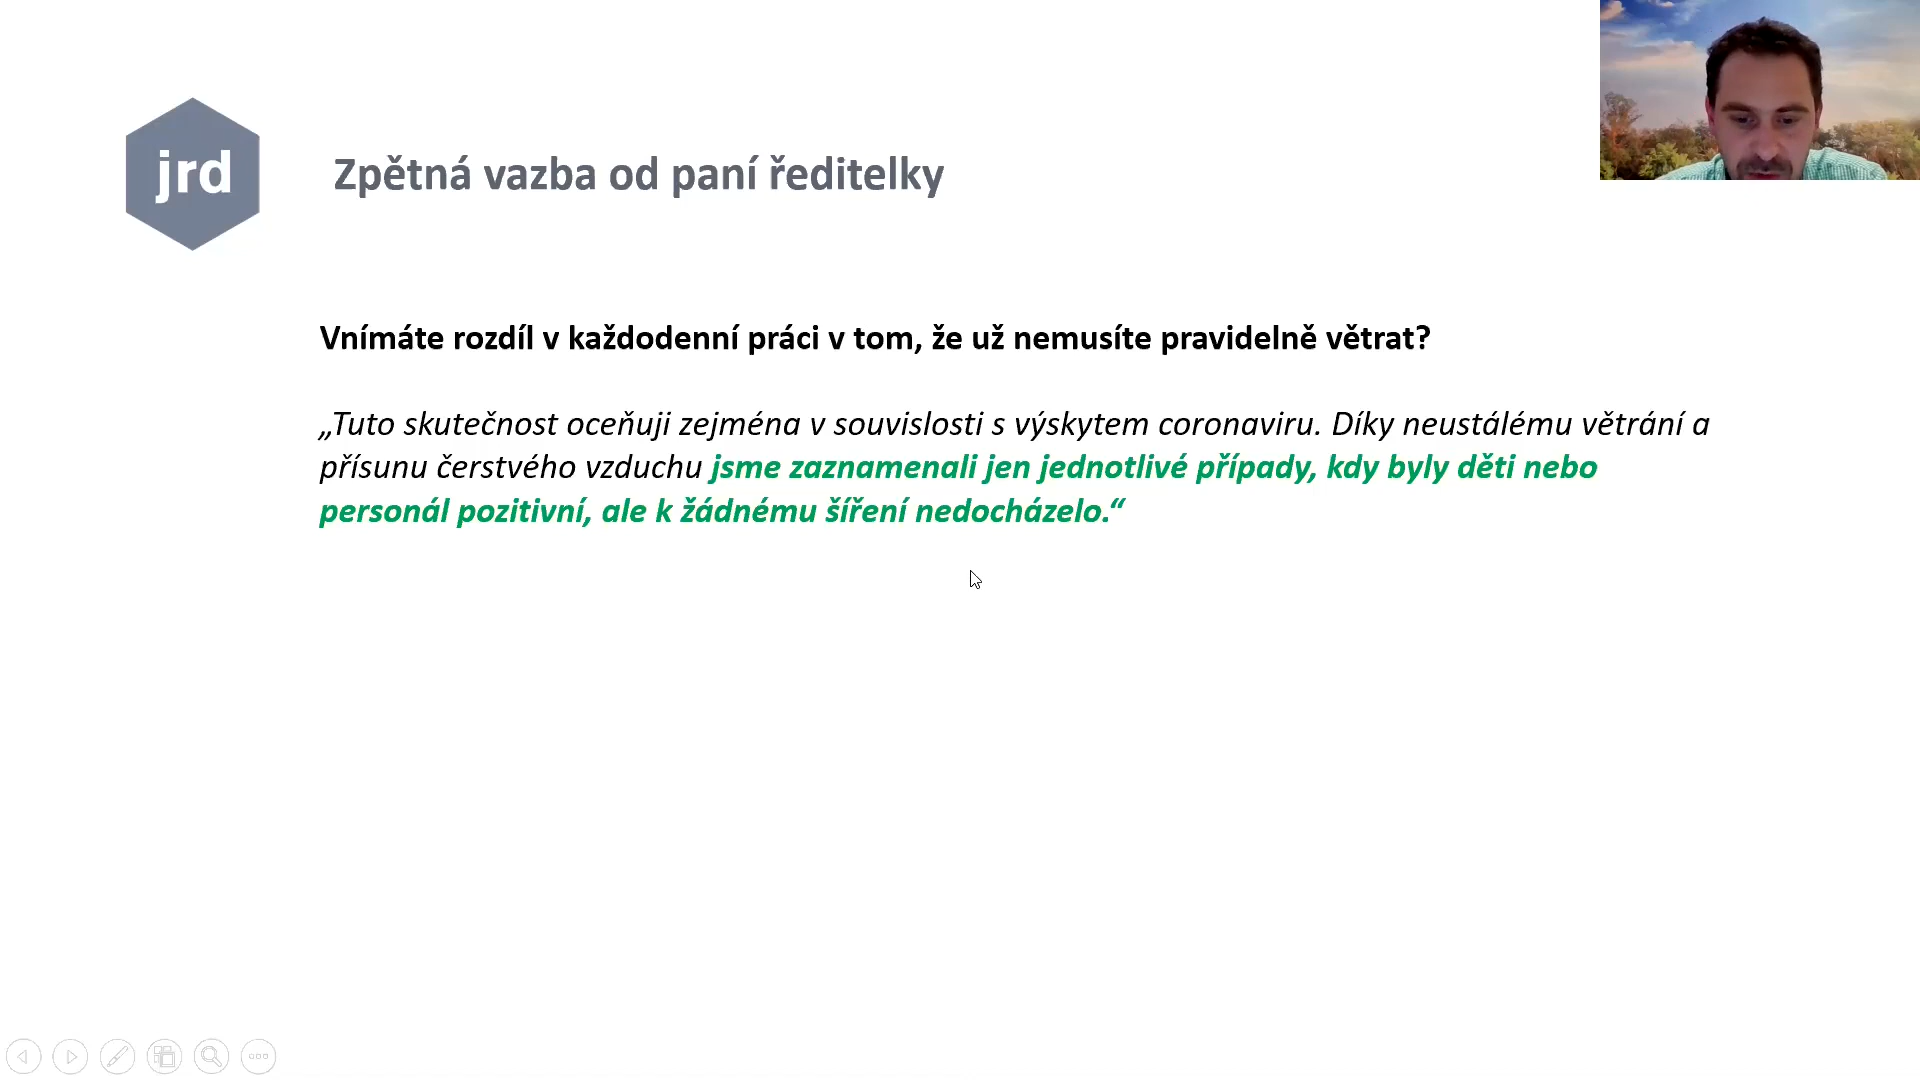 jrd
Zpětná vazba od paní ředitelky
Vnímáte rozdíl v každodenní práci v tom, že už nemusíte pravidelně větrat?
„Tuto skutečnost oceňuji zejména v souvislosti s výskytem coronaviru. Díky neustálému větrání a
přísunu čerstvého vzduchu jsme zaznamenali jen jednotlivé případy, kdy byly děti nebo
personál pozitivní, ale k žádnému šíření nedocházelo.“